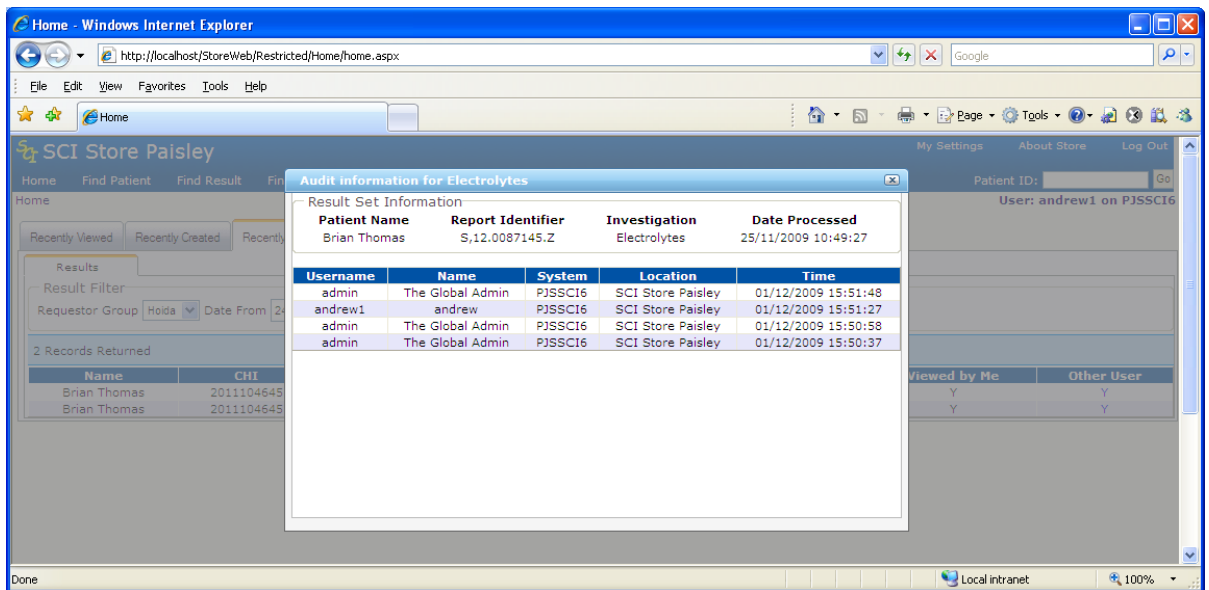 Home - Windows Internet Explorer
http://localhost/StoreWeb/Restricted/Home/home.aspx
Google
File Edit View Favorites Tools Help
Home
Page Tools
SCI Store Paisley
My Settings About Store Log Out
Home Find Patient Find Result
Patient ID: Go
Home
User: andrew1 on PJSSCI6
Recently Viewed Recently Created Recently
Audit information for Electrolytes
Result Set Information
Patient Name Report Identifier Investigation Date Processed
Brian Thomas S,12.0087145.Z Electrolytes 25/11/2009 10:49:27
Username Name System Location Time
admin The Global Admin PJSSCI6 SCI Store Paisley 01/12/2009 15:51:48
andrew1 andrew PJSSCI6 SCI Store Paisley 01/12/2009 15:51:27
admin The Global Admin PJSSCI6 SCI Store Paisley 01/12/2009 15:50:58
admin The Global Admin PJSSCI6 SCI Store Paisley 01/12/2009 15:50:37
Results
Result Filter
Requestor Group Date From
2 Records Returned
Name CHI Viewed by Me Other User
Brian Thomas 2011104645 Y Y
Brian Thomas 2011104645 Y Y
Done
Local intranet
100%